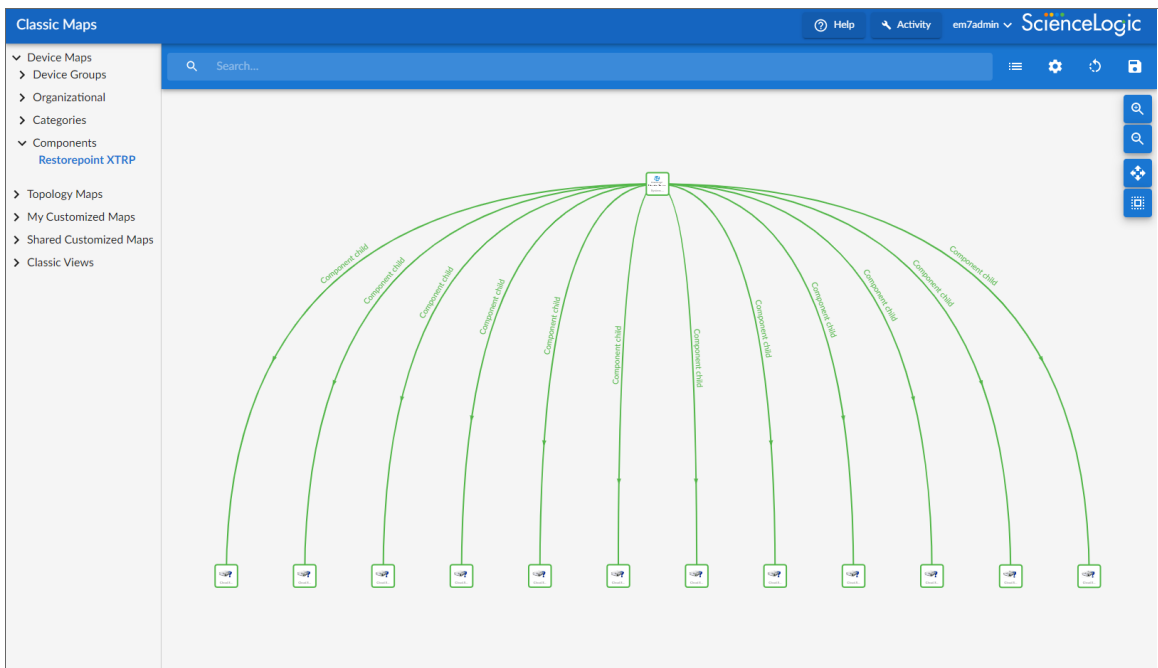 Classic Maps
Help
Activity
em7admin
ScienceLogic
Device Maps
Device Groups
Organizational
Categories
Components
Restorepoint XTRP
Topology Maps
My Customized Maps
Shared Customized Maps
Classic Views
Search...
Component child
Component child
Component child
Component child
Component child
Component child
Component child
Component child
Component child
Component child
Component child
Component child